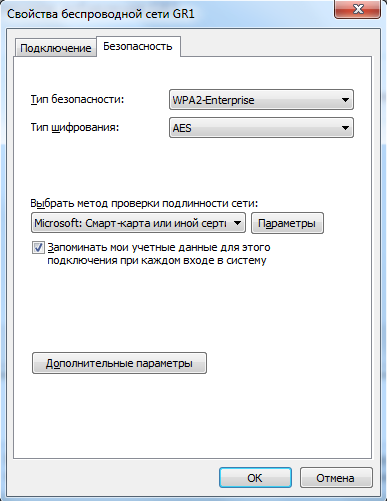 Свойства беспроводной сети GR1
Подключение
Безопасность
Тип безопасности:
WPA2-Enterprise
Тип шифрования:
AES
Выбрать метод проверки подлинности сети:
Microsoft: Смарт-карта или иной серти
Параметры
Запоминать мои учетные данные для этого
подключения при каждом входе в систему
Дополнительные параметры
ОК
Отмена